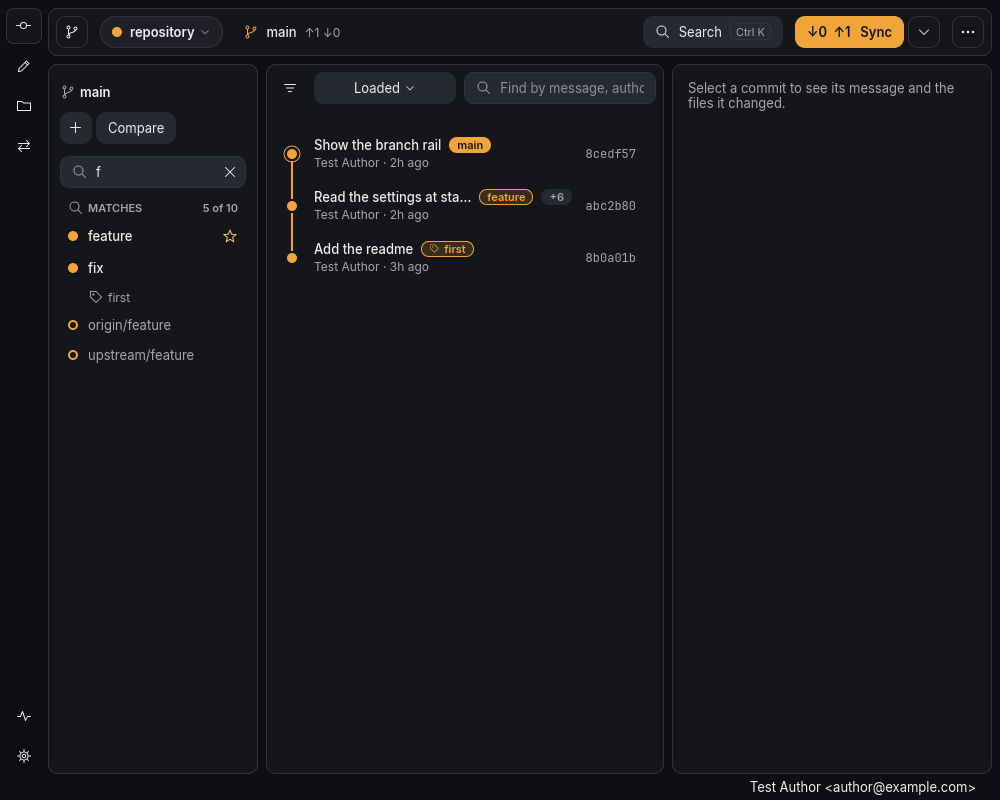 repository
main ↑1 ↓0
Search Ctrl K
↓0 ↑1 Sync
main
+ Compare
f
MATCHES 5 of 10
feature
fix
first
origin/feature
upstream/feature
Loaded
Find by message, autho
Show the branch rail main
Test Author · 2h ago
8cedf57
Read the settings at sta... feature +6
Test Author · 2h ago
abc2b80
Add the readme first
Test Author · 3h ago
8b0a01b
Select a commit to see its message and the
files it changed.
Test Author <author@example.com>